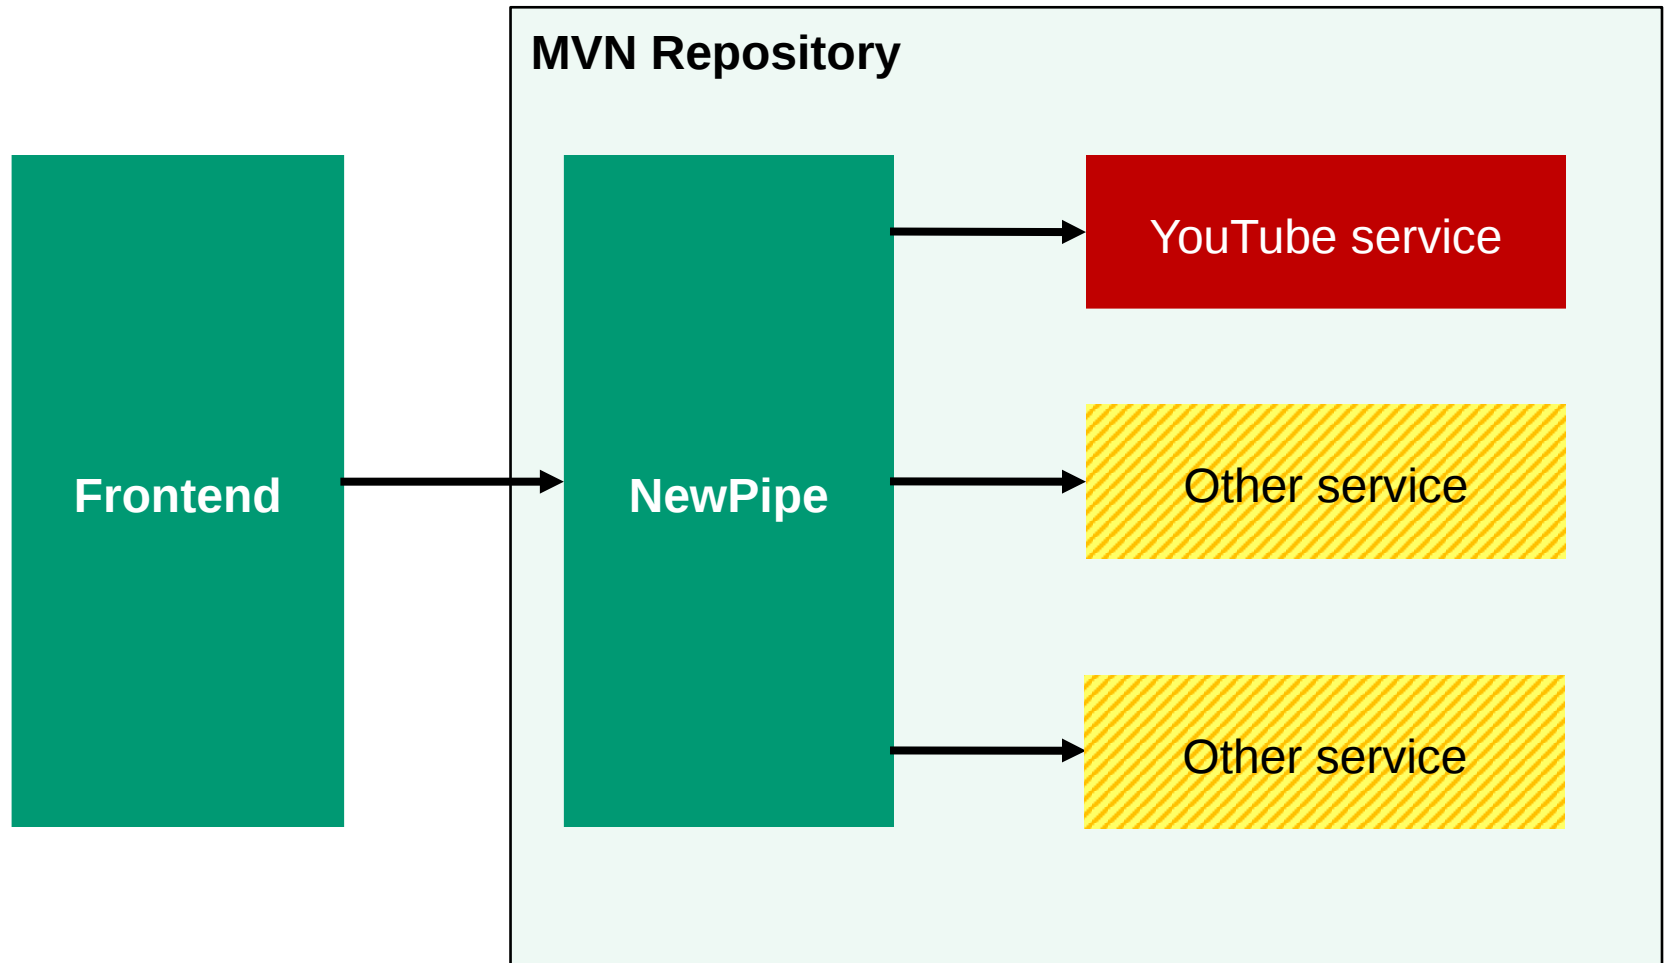 MVN Repository
Frontend
NewPipe
YouTube service
Other service
Other service